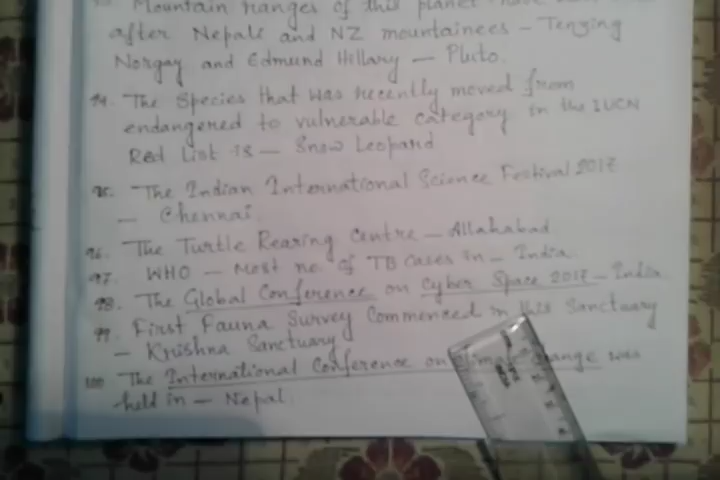 Mountain ranges of this planet have
after Nepale and NZ mountainees - Tenzing
Norgay and Edmund Hillary - Pluto.
94. The Species that was recently moved from
endangered to vulnerable category in the IUCN
Red List is - Snow Leopard
95. The Indian International Science Festival 2017
- Chennai.
96. The Turtle Rearing Centre - Allahabad
97. WHO - Most no. of TB cases in - India
98. The Global Conference on Cyber Space 2017 - India
99. First Fauna Survey Commenced in this Sanctuary
- Krishna Sanctuary
100. The International Conference on Climate Change was
held in - Nepal.